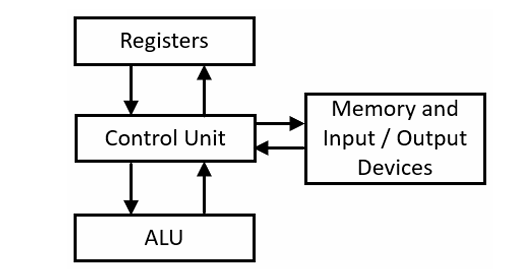 Registers
Control Unit
Memory and
Input / Output
Devices
ALU